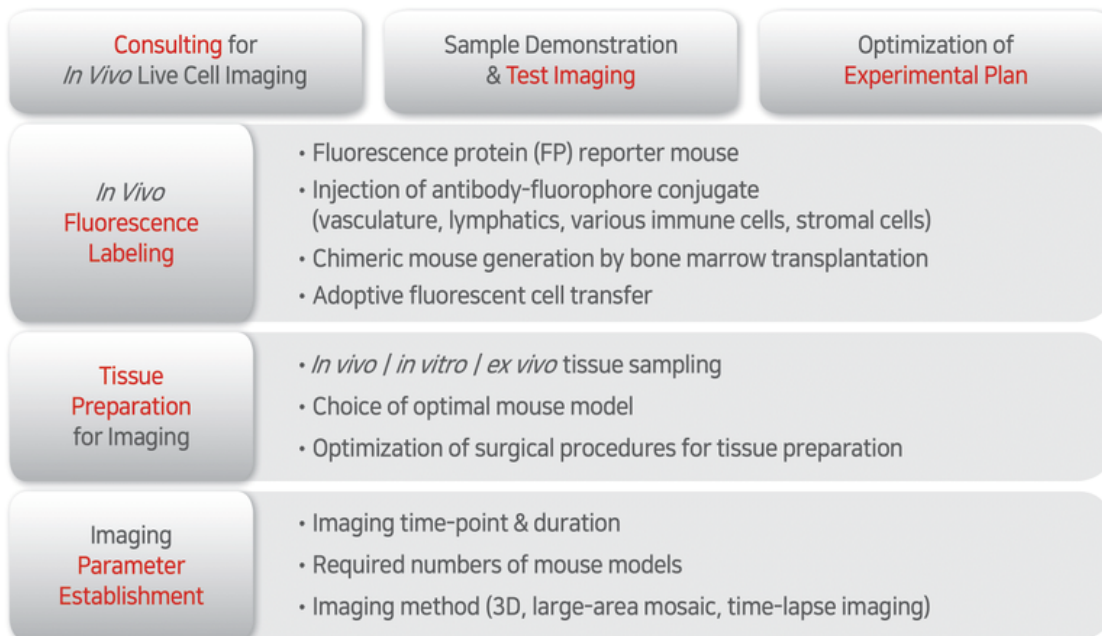 Consulting for
In Vivo Live Cell Imaging
Sample Demonstration
& Test Imaging
Optimization of
Experimental Plan
In Vivo
Fluorescence
Labeling
• Fluorescence protein (FP) reporter mouse
• Injection of antibody-fluorophore conjugate
(vasculature, lymphatics, various immune cells, stromal cells)
• Chimeric mouse generation by bone marrow transplantation
• Adoptive fluorescent cell transfer
Tissue
Preparation
for Imaging
• In vivo / in vitro / ex vivo tissue sampling
• Choice of optimal mouse model
• Optimization of surgical procedures for tissue preparation
Imaging
Parameter
Establishment
• Imaging time-point & duration
• Required numbers of mouse models
• Imaging method (3D, large-area mosaic, time-lapse imaging)